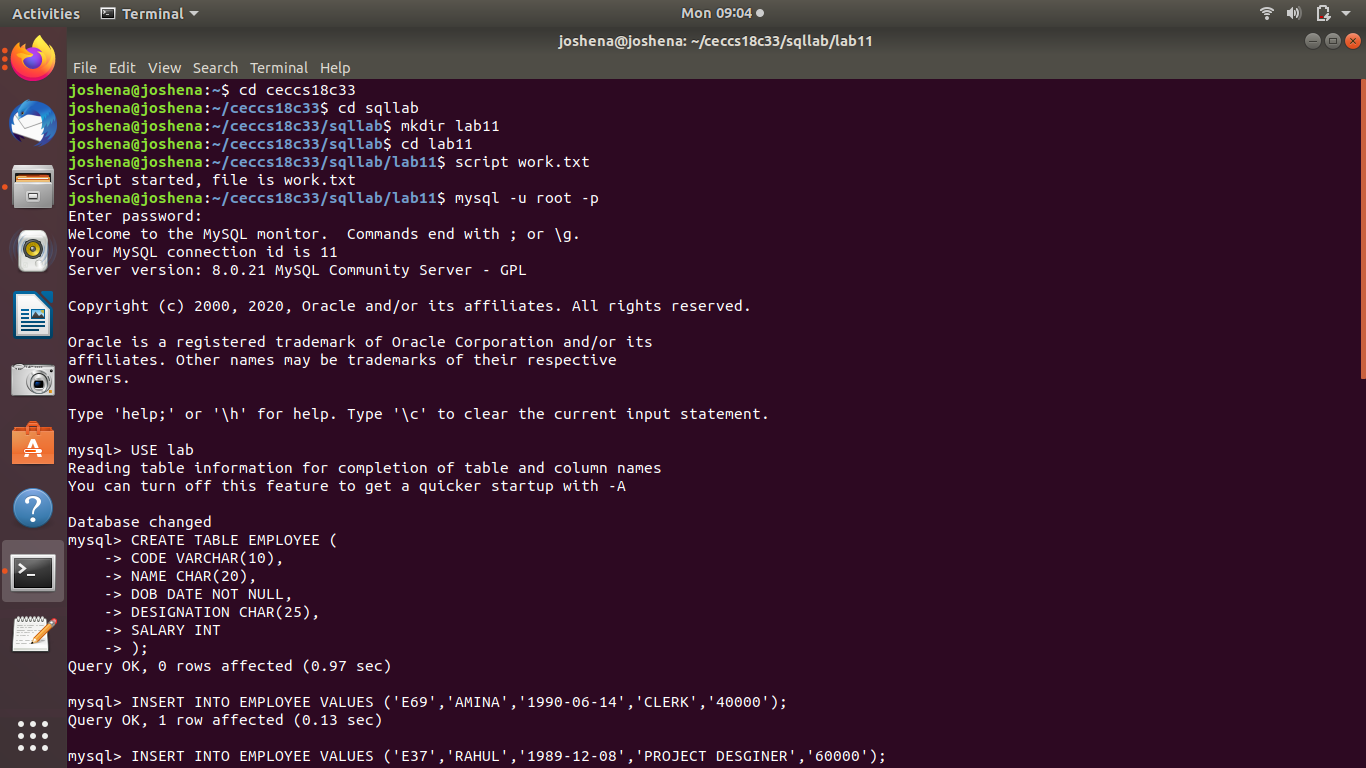 Activities Terminal Mon 09:04
joshena@joshena: ~/ceccs18c33/sqllab/lab11
File Edit View Search Terminal Help
joshena@joshena:~$ cd ceccs18c33
joshena@joshena:~/ceccs18c33$ cd sqllab
joshena@joshena:~/ceccs18c33/sqllab$ mkdir lab11
joshena@joshena:~/ceccs18c33/sqllab$ cd lab11
joshena@joshena:~/ceccs18c33/sqllab/lab11$ script work.txt
Script started, file is work.txt
joshena@joshena:~/ceccs18c33/sqllab/lab11$ mysql -u root -p
Enter password:
Welcome to the MySQL monitor.  Commands end with ; or \g.
Your MySQL connection id is 11
Server version: 8.0.21 MySQL Community Server - GPL
Copyright (c) 2000, 2020, Oracle and/or its affiliates. All rights reserved.
Oracle is a registered trademark of Oracle Corporation and/or its
affiliates. Other names may be trademarks of their respective
owners.
Type 'help;' or '\h' for help. Type '\c' to clear the current input statement.
mysql> USE lab
Reading table information for completion of table and column names
You can turn off this feature to get a quicker startup with -A
Database changed
mysql> CREATE TABLE EMPLOYEE (
    -> CODE VARCHAR(10),
    -> NAME CHAR(20),
    -> DOB DATE NOT NULL,
    -> DESIGNATION CHAR(25),
    -> SALARY INT
    -> );
Query OK, 0 rows affected (0.97 sec)
mysql> INSERT INTO EMPLOYEE VALUES ('E69','AMINA','1990-06-14','CLERK','40000');
Query OK, 1 row affected (0.13 sec)
mysql> INSERT INTO EMPLOYEE VALUES ('E37','RAHUL','1989-12-08','PROJECT DESGINER','60000');